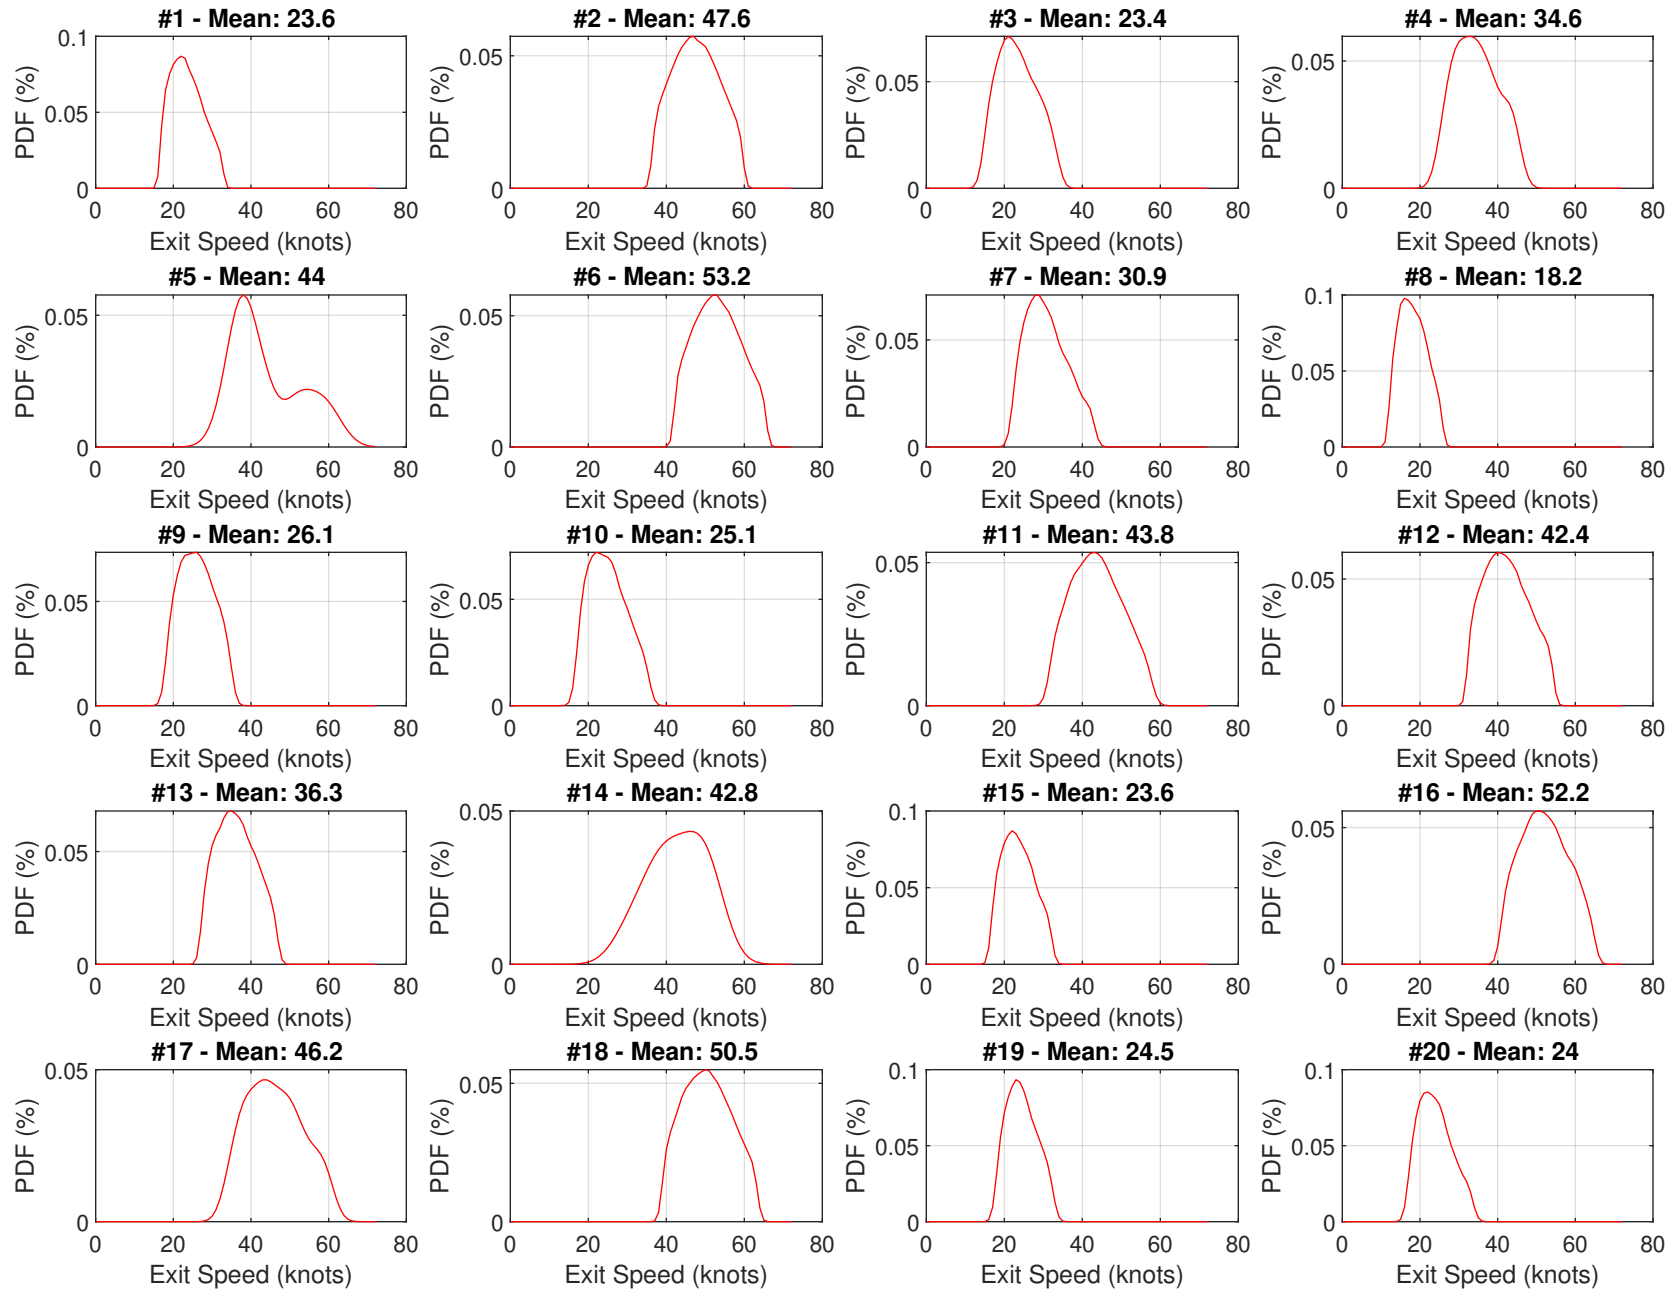 #1 - Mean: 23.6
0.1
0.05
0
PDF (%)
0 20 40 60 80
Exit Speed (knots)
#2 - Mean: 47.6
0.05
0
PDF (%)
0 20 40 60 80
Exit Speed (knots)
#3 - Mean: 23.4
0.05
0
PDF (%)
0 20 40 60 80
Exit Speed (knots)
#4 - Mean: 34.6
0.05
0
PDF (%)
0 20 40 60 80
Exit Speed (knots)
#5 - Mean: 44
0.05
0
PDF (%)
0 20 40 60 80
Exit Speed (knots)
#6 - Mean: 53.2
0.05
0
PDF (%)
0 20 40 60 80
Exit Speed (knots)
#7 - Mean: 30.9
0.05
0
PDF (%)
0 20 40 60 80
Exit Speed (knots)
#8 - Mean: 18.2
0.1
0.05
0
PDF (%)
0 20 40 60 80
Exit Speed (knots)
#9 - Mean: 26.1
0.05
0
PDF (%)
0 20 40 60 80
Exit Speed (knots)
#10 - Mean: 25.1
0.05
0
PDF (%)
0 20 40 60 80
Exit Speed (knots)
#11 - Mean: 43.8
0.05
0
PDF (%)
0 20 40 60 80
Exit Speed (knots)
#12 - Mean: 42.4
0.05
0
PDF (%)
0 20 40 60 80
Exit Speed (knots)
#13 - Mean: 36.3
0.05
0
PDF (%)
0 20 40 60 80
Exit Speed (knots)
#14 - Mean: 42.8
0.05
0
PDF (%)
0 20 40 60 80
Exit Speed (knots)
#15 - Mean: 23.6
0.1
0.05
0
PDF (%)
0 20 40 60 80
Exit Speed (knots)
#16 - Mean: 52.2
0.05
0
PDF (%)
0 20 40 60 80
Exit Speed (knots)
#17 - Mean: 46.2
0.05
0
PDF (%)
0 20 40 60 80
Exit Speed (knots)
#18 - Mean: 50.5
0.05
0
PDF (%)
0 20 40 60 80
Exit Speed (knots)
#19 - Mean: 24.5
0.1
0.05
0
PDF (%)
0 20 40 60 80
Exit Speed (knots)
#20 - Mean: 24
0.1
0.05
0
PDF (%)
0 20 40 60 80
Exit Speed (knots)